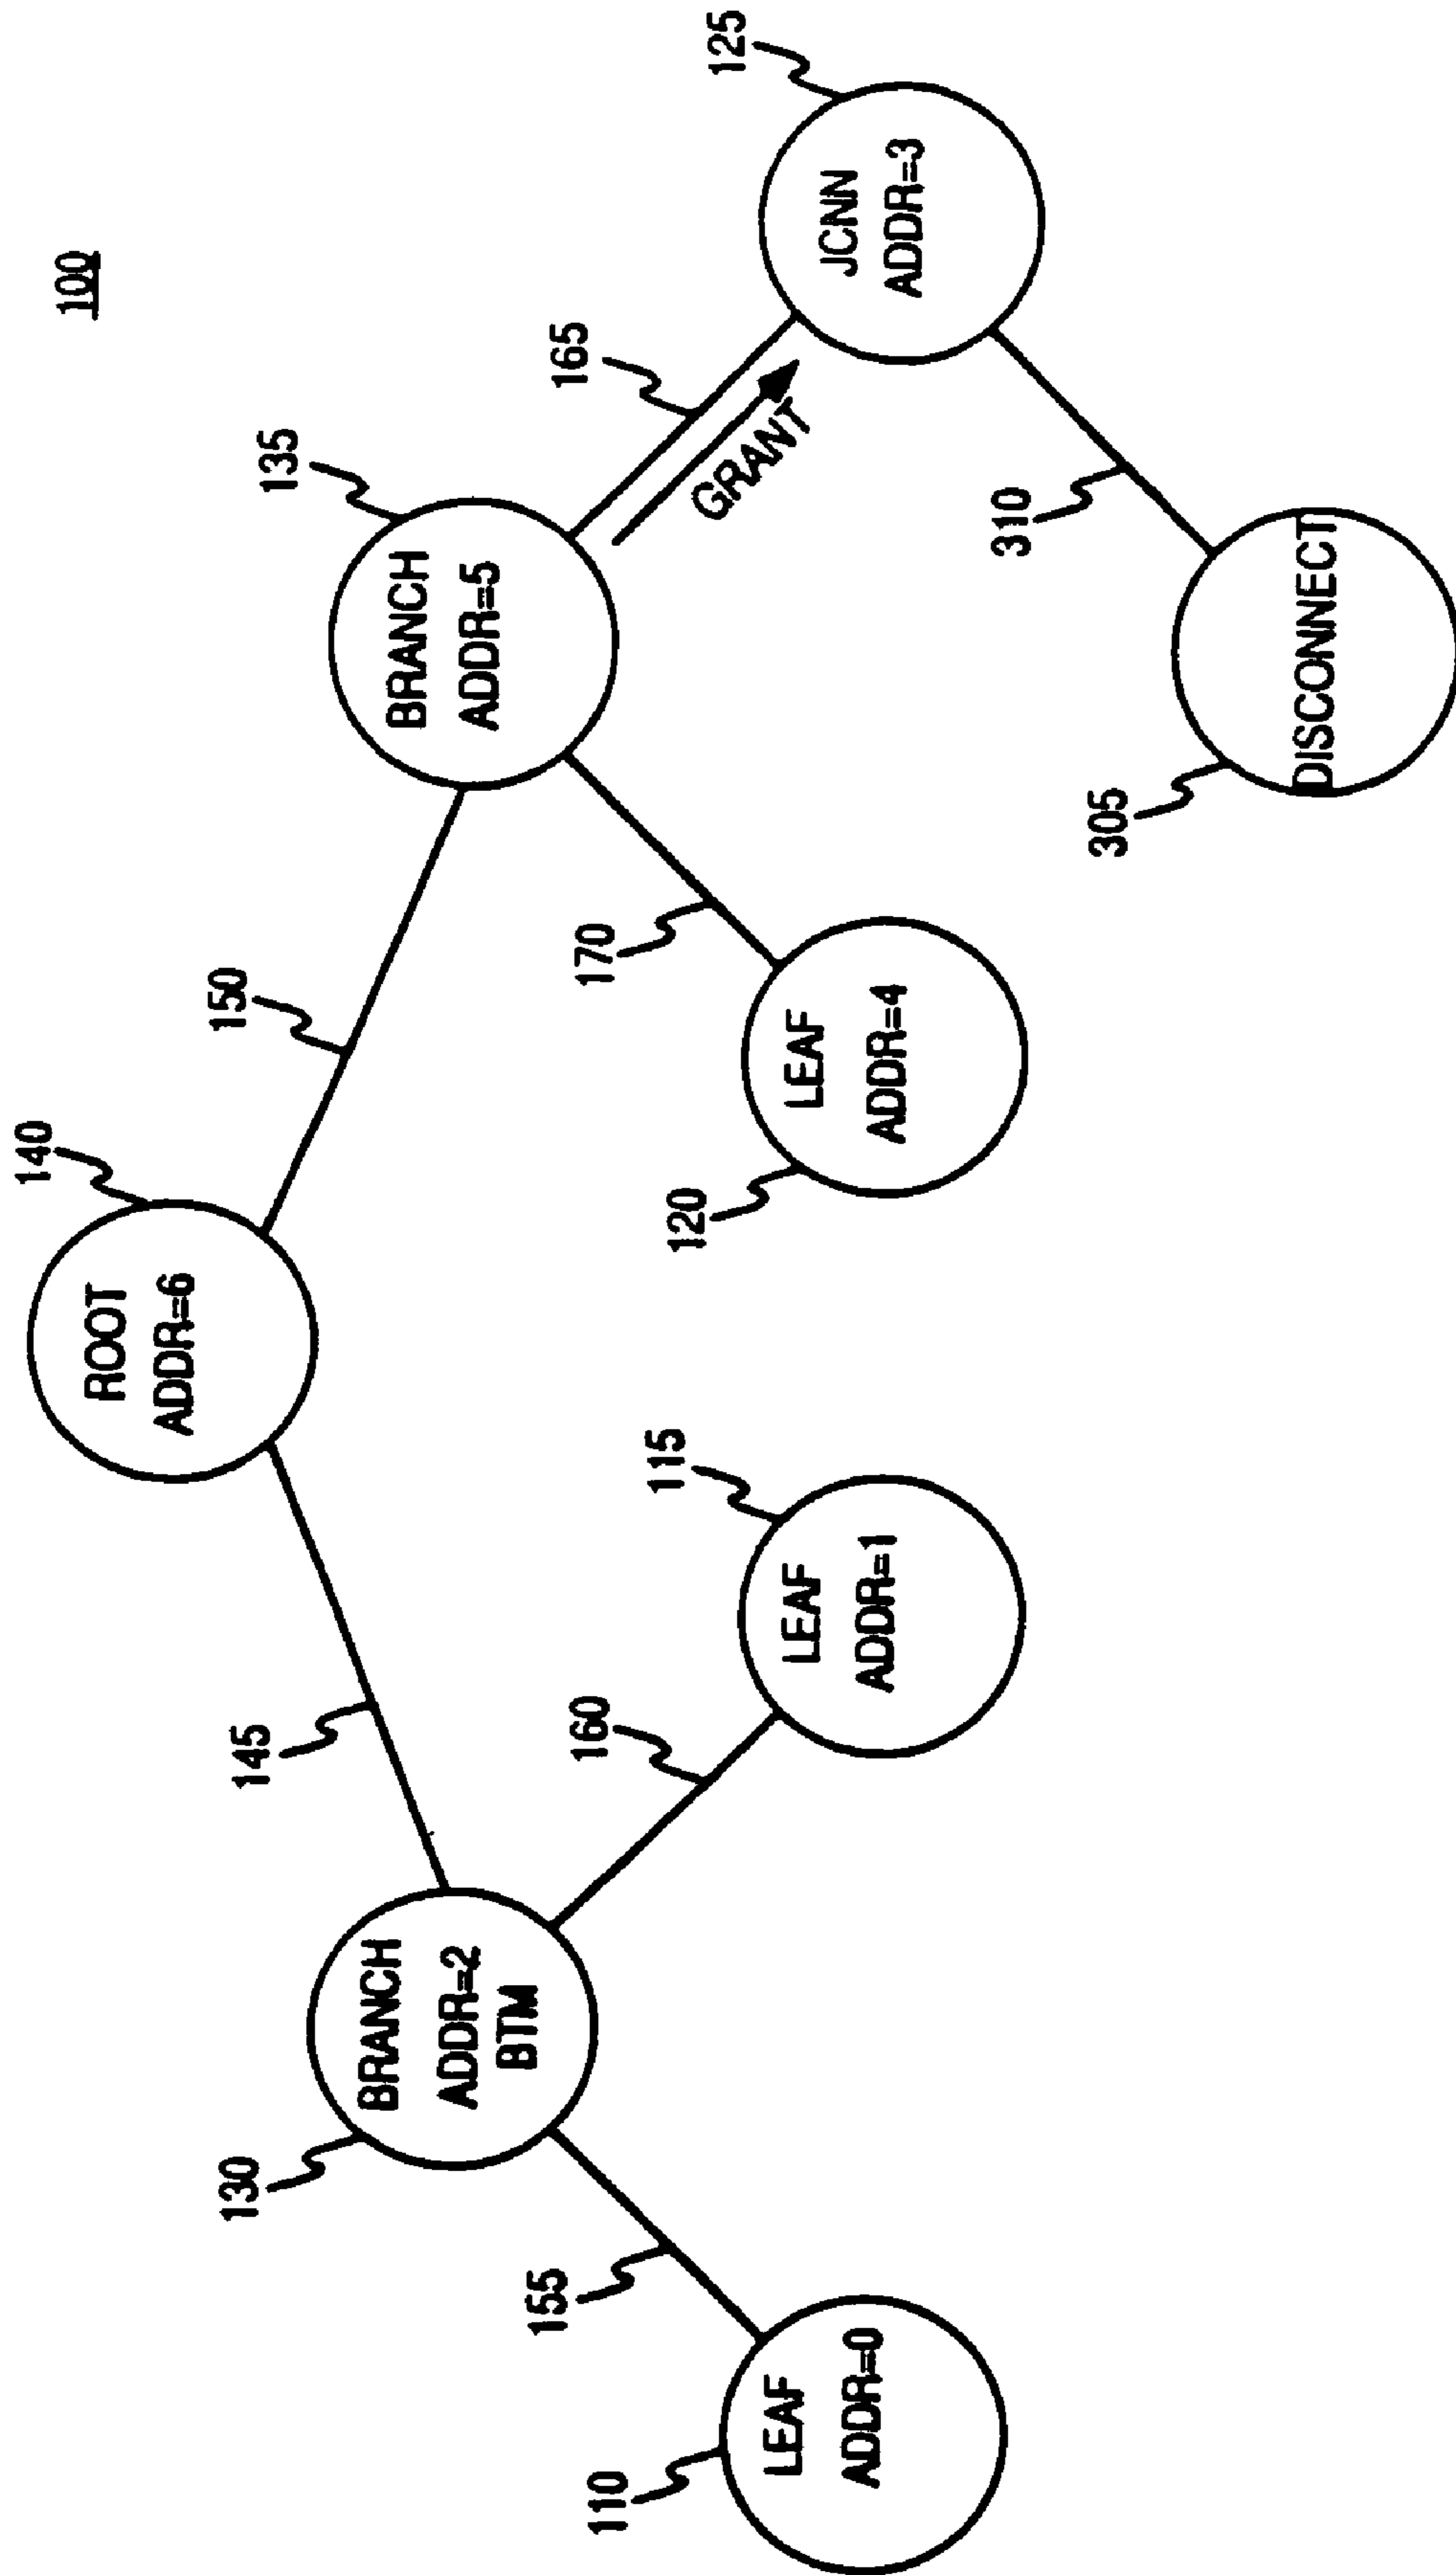 100
140
ROOT
ADDR=6
145
150
130
BRANCH
ADDR=2
BTM
135
BRANCH
ADDR=5
155
160
170
165
GRANT
110
LEAF
ADDR=0
115
LEAF
ADDR=1
120
LEAF
ADDR=4
125
JCNN
ADDR=3
310
305
DISCONNECT